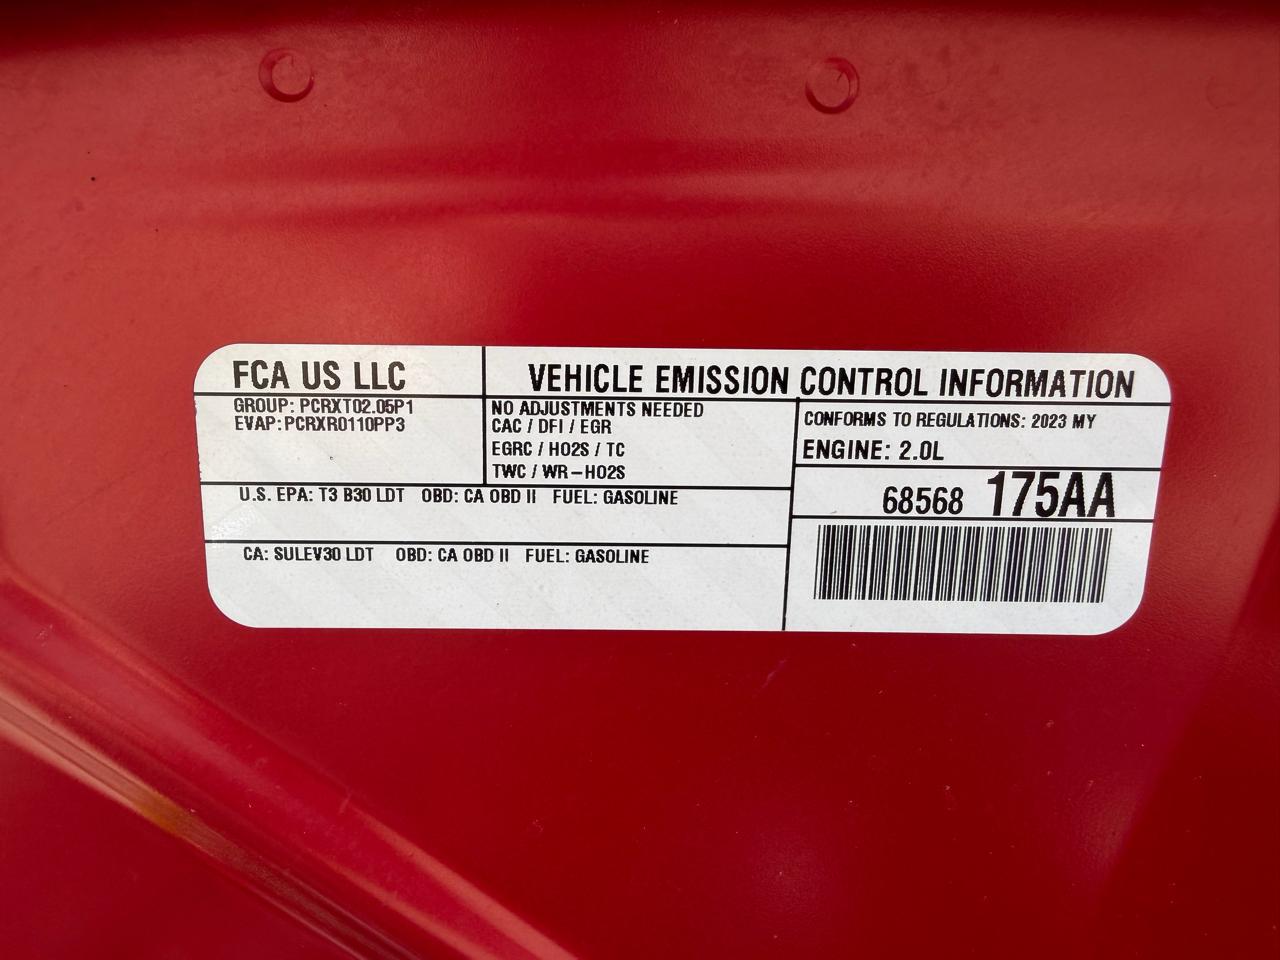 FCA US LLC
VEHICLE EMISSION CONTROL INFORMATION
GROUP: PCRXT02.05P1
EVAP:PCRXR0110PP3
NO ADJUSTMENTS NEEDED
CAC / DFI / EGR
EGRC / HO2S / TC
TWC / WR-HO2S
CONFORMS TO REGULATIONS: 2023 MY
ENGINE: 2.0L
68568 175AA
U.S. EPA: T3 B30 LDT OBD: CA OBD II FUEL: GASOLINE
CA: SULEV30 LDT OBD: CA OBD II FUEL: GASOLINE